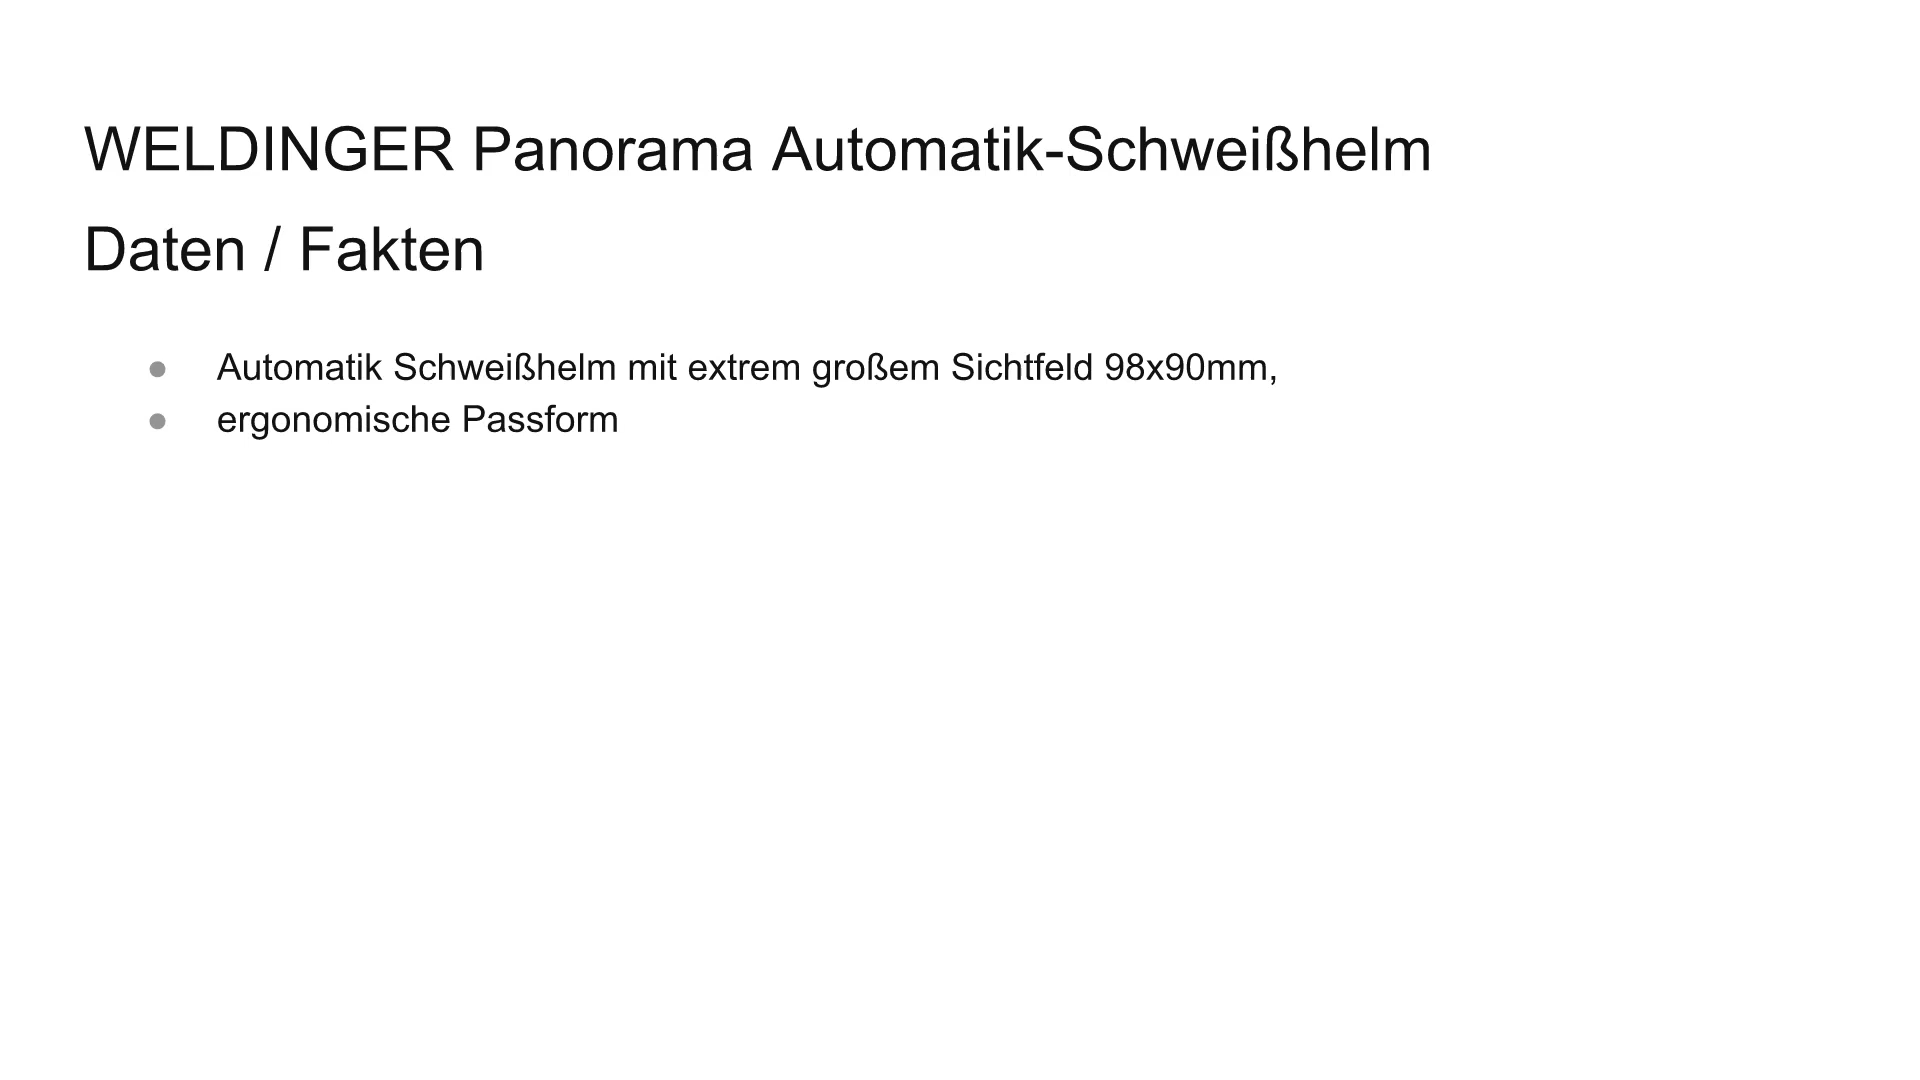 WELDINGER Panorama Automatik-Schweißhelm
Daten / Fakten
● Automatik Schweißhelm mit extrem großem Sichtfeld 98x90mm,
● ergonomische Passform